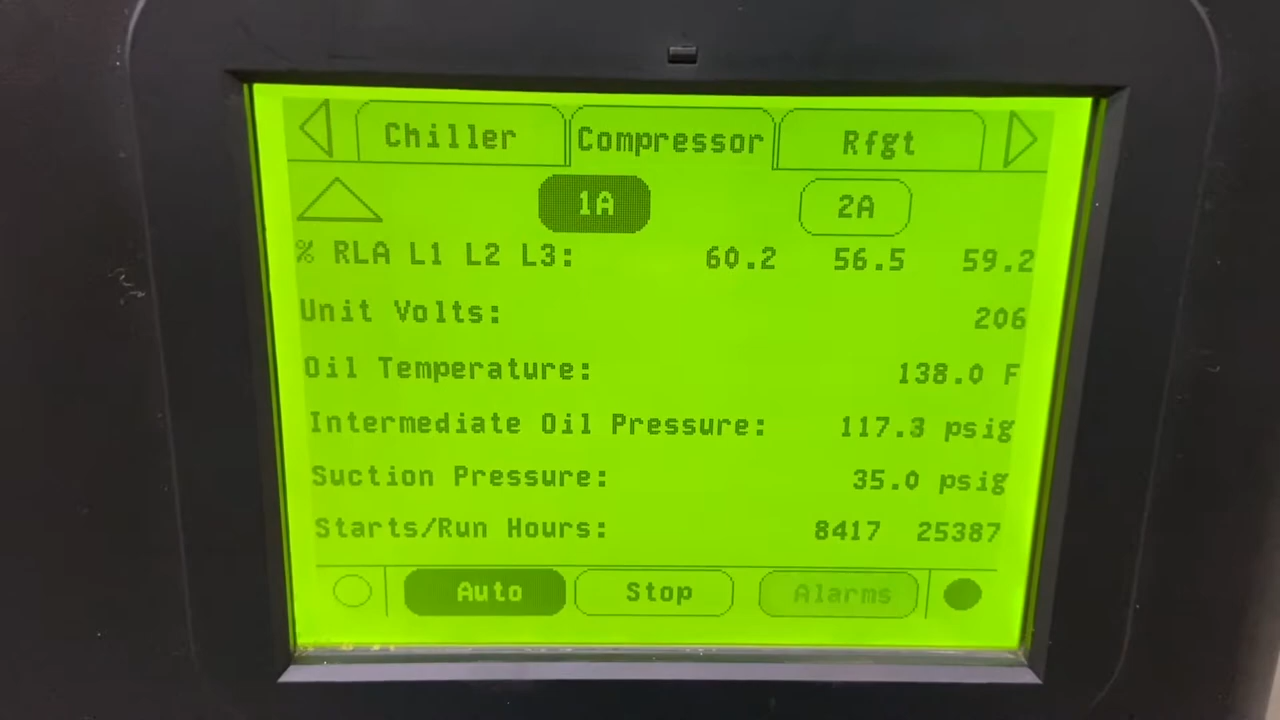 Chiller Compressor Rfgt
1A 2A
% RLA L1 L2 L3: 60.2 56.5 59.2
Unit Volts: 206
Oil Temperature: 138.0 F
Intermediate Oil Pressure: 117.3 psig
Suction Pressure: 35.0 psig
Starts/Run Hours: 8417 25387
Auto Stop Alarms